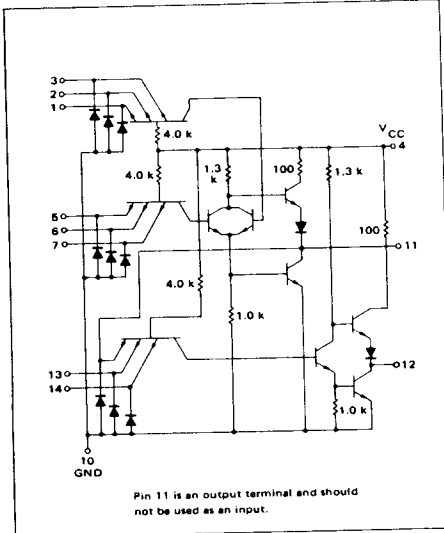 3
2
1
4.0 k
V_CC
4
4.0 k
1.3 k
100
1.3 k
5
6
7
100
11
4.0 k
1.0 k
13
14
12
1.0 k
10
GND
Pin 11 is an output terminal and should
not be used as an input.